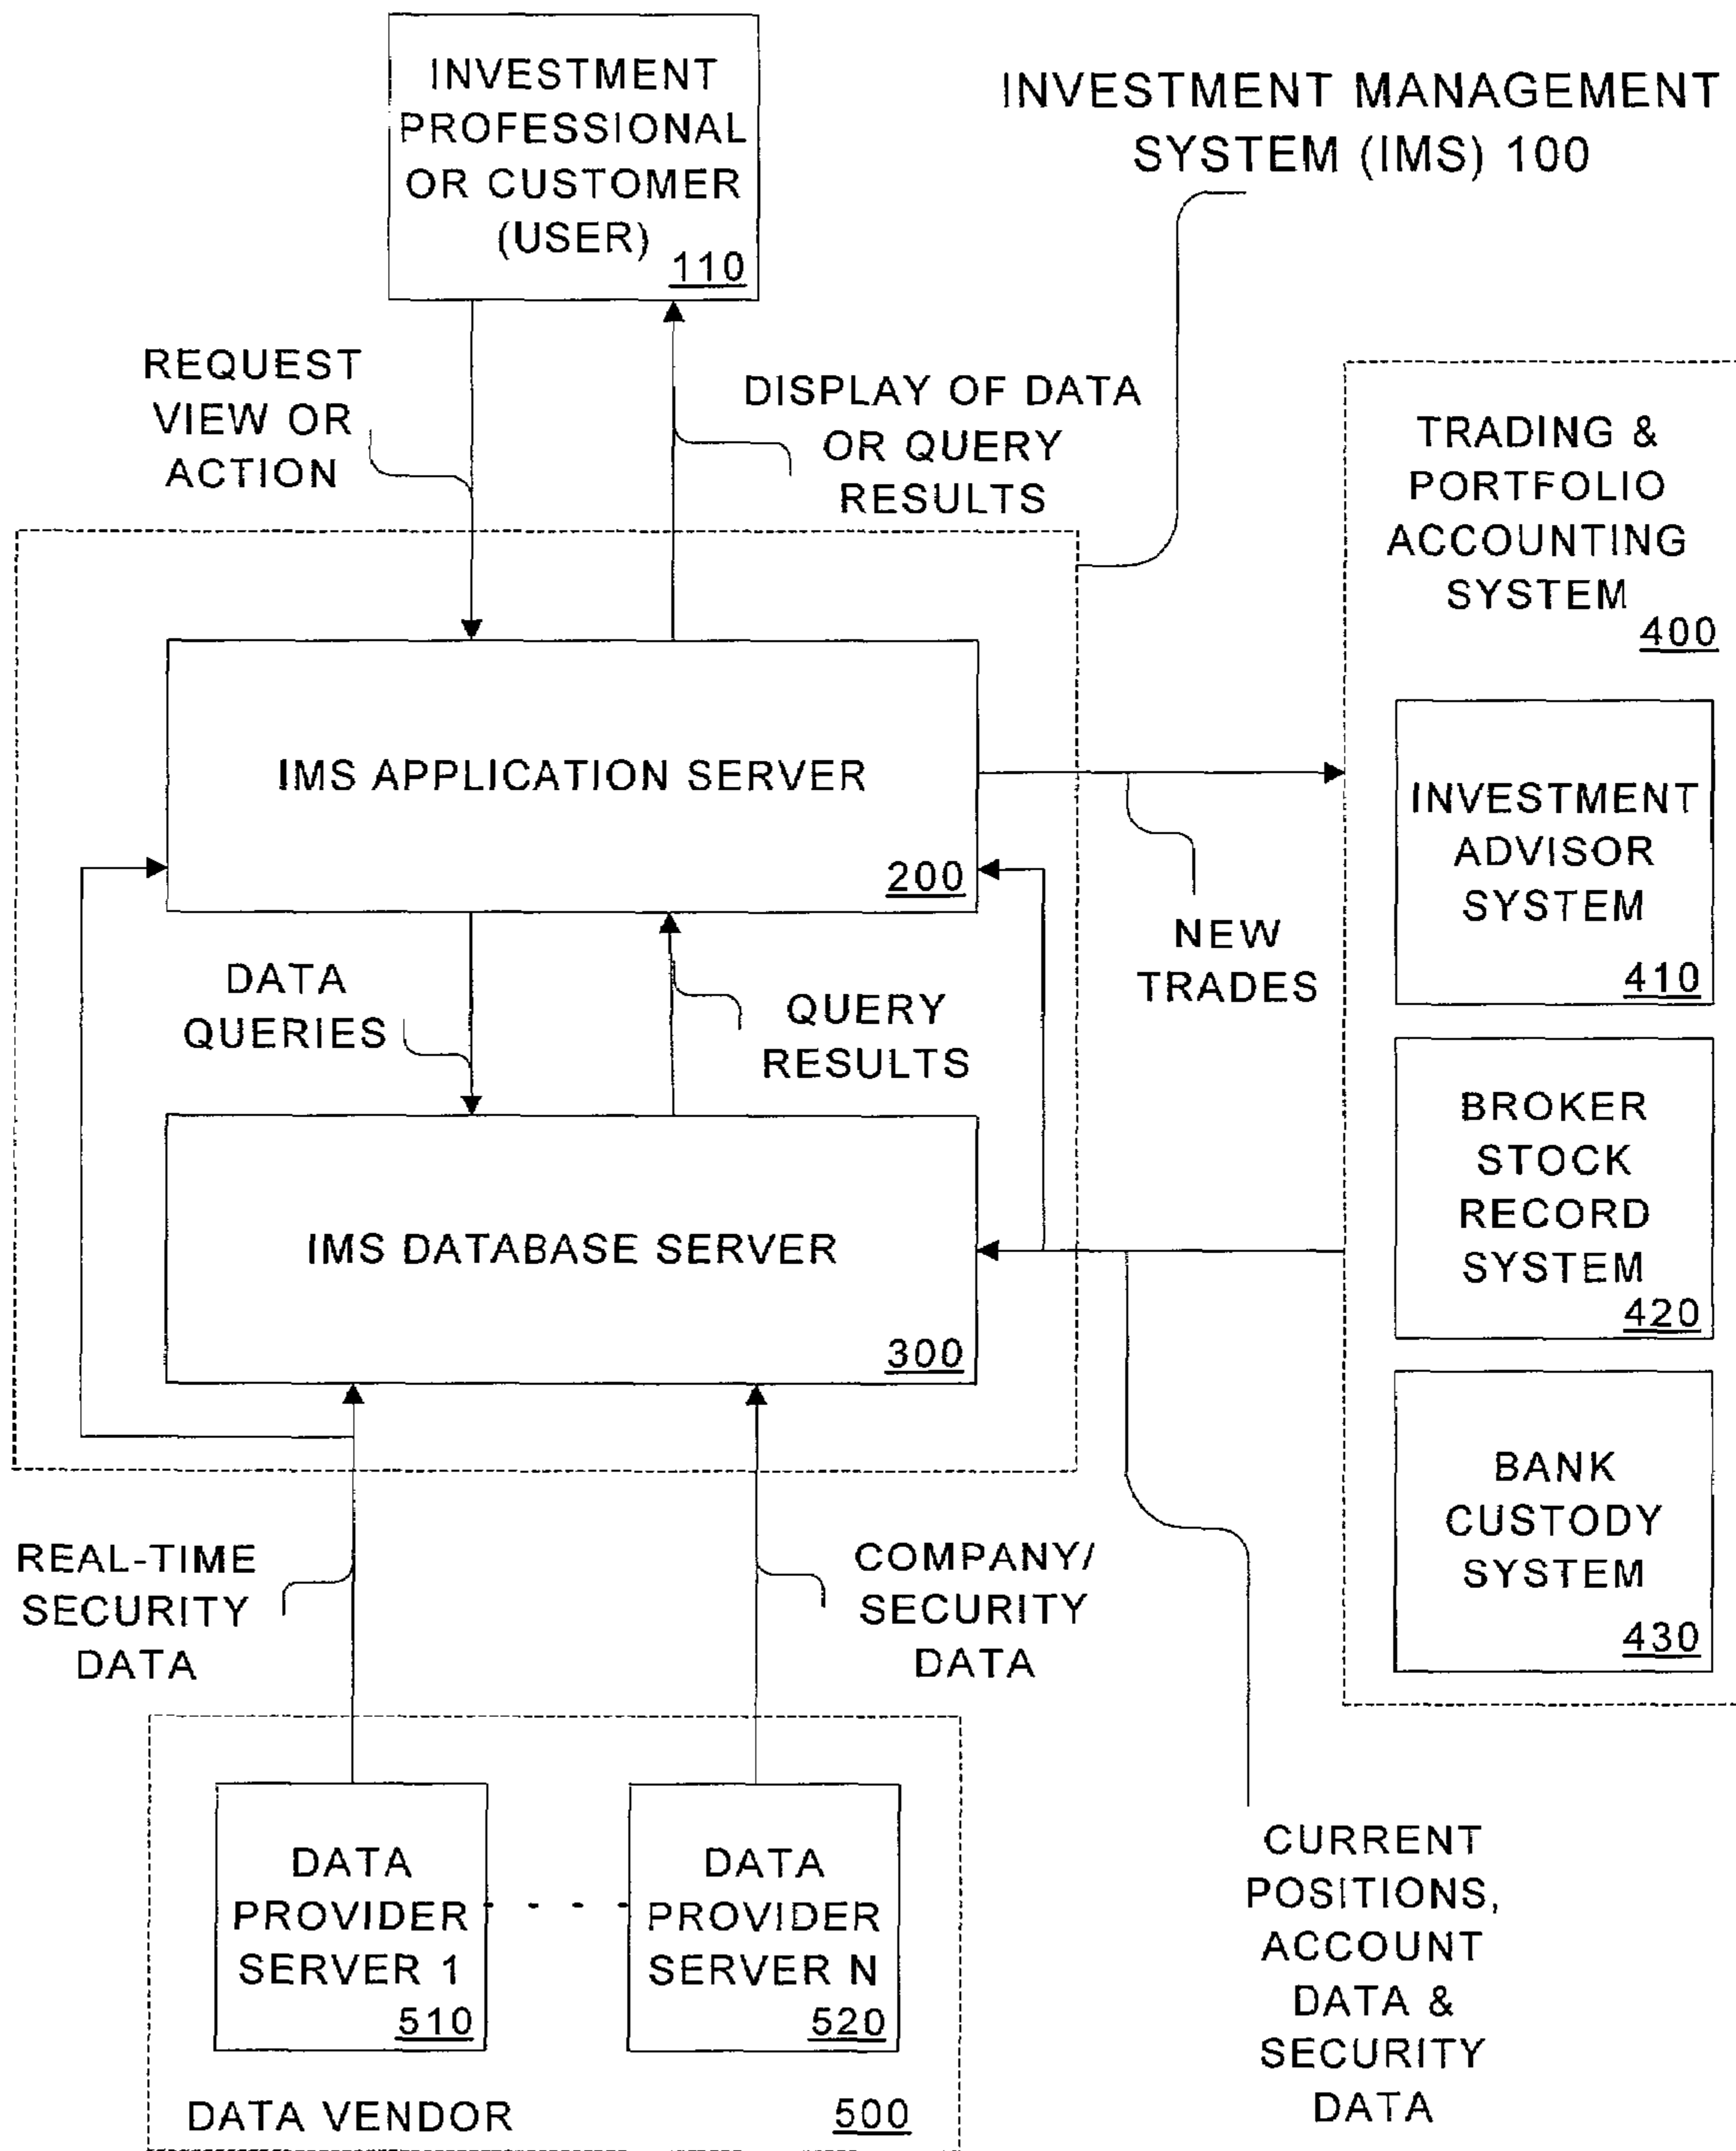 INVESTMENT
PROFESSIONAL
OR CUSTOMER
(USER)
110
INVESTMENT MANAGEMENT
SYSTEM (IMS) 100
REQUEST
VIEW OR
ACTION
DISPLAY OF DATA
OR QUERY
RESULTS
TRADING &
PORTFOLIO
ACCOUNTING
SYSTEM
400
IMS APPLICATION SERVER
200
INVESTMENT
ADVISOR
SYSTEM
410
NEW
TRADES
DATA
QUERIES
QUERY
RESULTS
BROKER
STOCK
RECORD
SYSTEM
420
IMS DATABASE SERVER
300
BANK
CUSTODY
SYSTEM
430
REAL-TIME
SECURITY
DATA
COMPANY/
SECURITY
DATA
DATA
PROVIDER
SERVER 1
510
DATA
PROVIDER
SERVER N
520
DATA VENDOR
500
CURRENT
POSITIONS,
ACCOUNT
DATA &
SECURITY
DATA